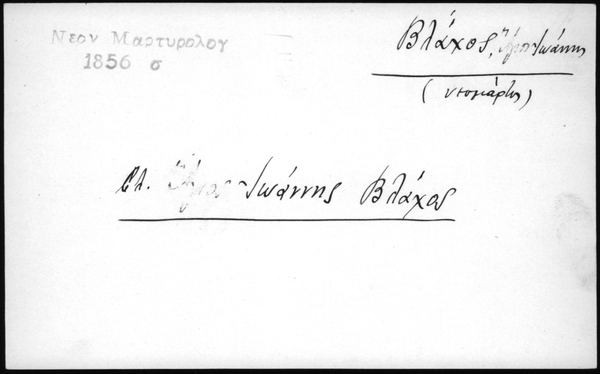 Νεον Μαρτυρολογ
1856 σ
Βλάχος, Ἅγιος Ἰωάννης
(νεομάρτυς)
βλ. Ἅγιος Ἰωάννης Βλάχος